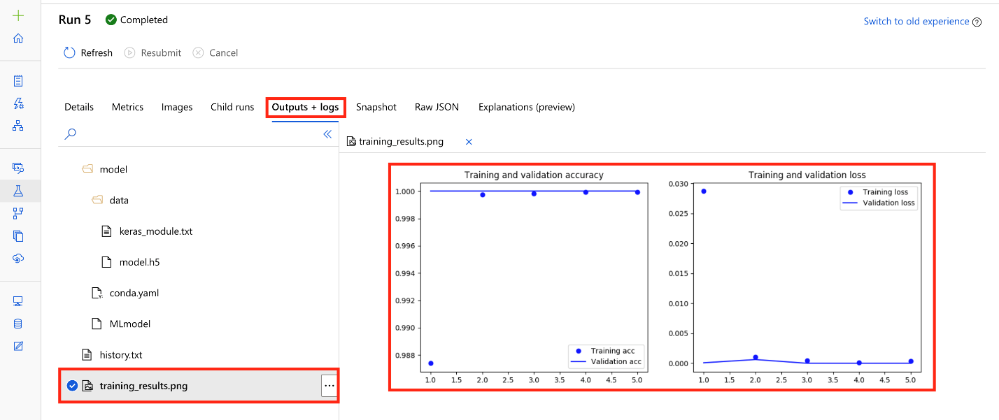 Run 5 Completed
Switch to old experience
Refresh Resubmit Cancel
Details Metrics Images Child runs Outputs + logs Snapshot Raw JSON Explanations (preview)
training_results.png
model
data
keras_module.txt
model.h5
conda.yaml
MLmodel
history.txt
training_results.png
Training and validation accuracy
1.000
0.998
0.996
0.994
0.992
0.990
0.988
1.0 1.5 2.0 2.5 3.0 3.5 4.0 4.5 5.0
Training acc
Validation acc
Training and validation loss
0.030
0.025
0.020
0.015
0.010
0.005
0.000
1.0 1.5 2.0 2.5 3.0 3.5 4.0 4.5 5.0
Training loss
Validation loss